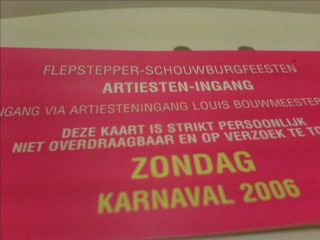 FLEPSTEPPER-SCHOUWBURGFEESTEN
ARTIESTEN-INGANG
NGANG VIA ARTIESTENINGANG LOUIS BOUWMEESTER
DEZE KAART IS STRIKT PERSOONLIJK
NIET OVERDRAAGBAAR EN OP VERZOEK TE TO
ZONDAG
KARNAVAL 2006